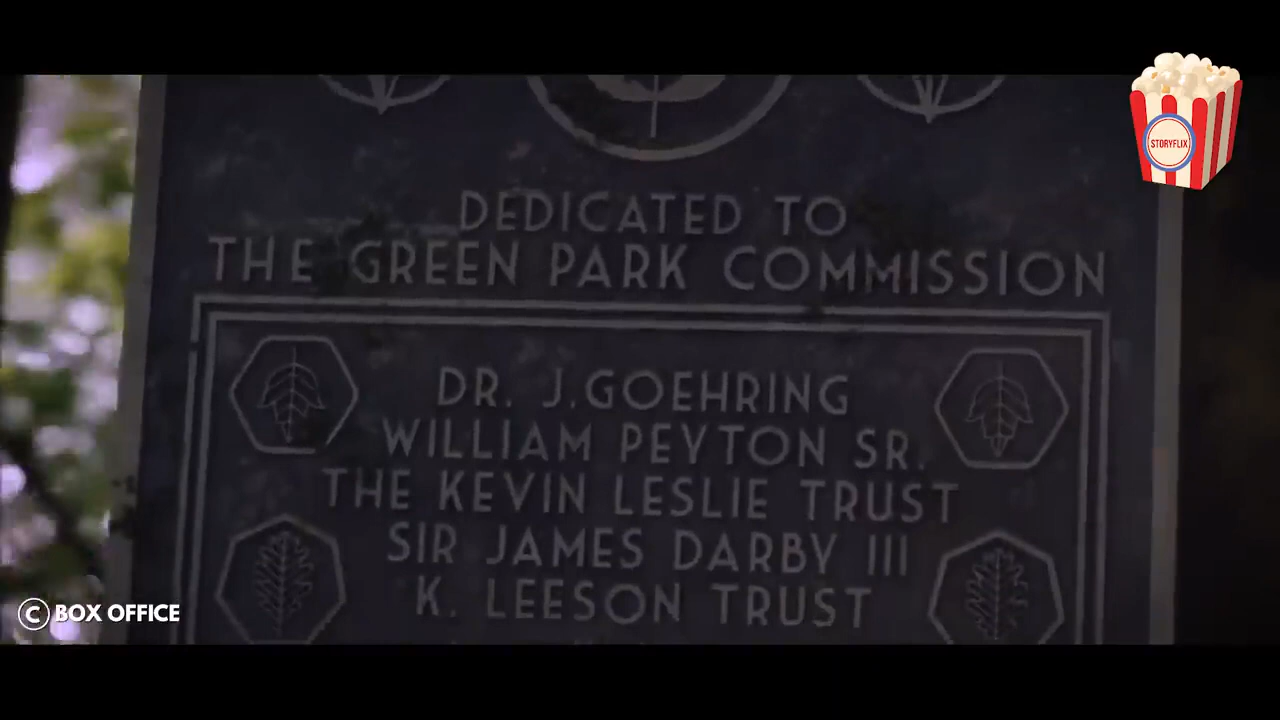 STORYFLIX
DEDICATED TO
THE GREEN PARK COMMISSION
DR. J.GOEHRING
WILLIAM PEYTON SR.
THE KEVIN LESLIE TRUST
SIR JAMES DARBY III
K. LEESON TRUST
© BOX OFFICE